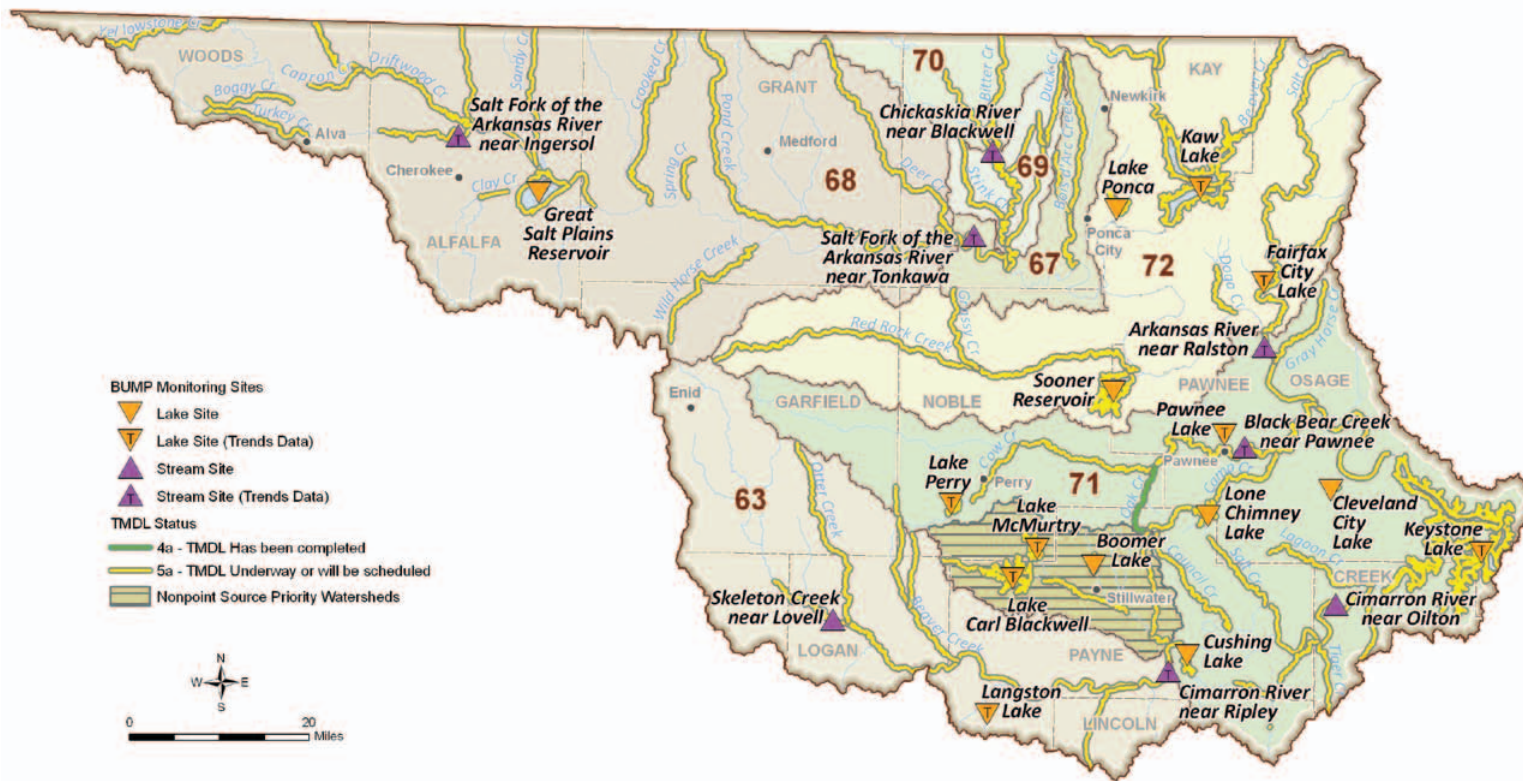 Yellowstone Cr
WOODS
Boggy Cr
Turkey Cr
Capron Cr
Driftwood Cr
Sandy Cr
Crooked Cr
Alva
Salt Fork of the
Arkansas River
near Ingersol
Cherokee
Clay Cr
Great
Salt Plains
Reservoir
ALFALFA
Spring Cr
Pond Creek
GRANT
Medford
68
Deer Cr
Wild Horse Creek
70
Bitter Cr
Duck Cr
Chickaskia River
near Blackwell
69
Stink Cr
Bois d'Arc Creek
Salt Fork of the
Arkansas River
near Tonkawa
67
KAY
Newkirk
Beaver Cr
Salt Cr
Kaw
Lake
Lake
Ponca
Ponca
City
72
Doga Cr
Fairfax
City
Lake
Gray Horse Cr
Arkansas River
near Ralston
Red Rock Creek
Grassy Cr
Sooner
Reservoir
PAWNEE
OSAGE
Enid
GARFIELD
NOBLE
Pawnee
Lake
Black Bear Creek
near Pawnee
Pawnee
Camp Cr
Cow Cr
Perry
Lake
Perry
71
Oak Cr
Lone
Chimney
Lake
Cleveland
City
Lake
Keystone
Lake
63
Otter Creek
Lake
McMurtry
Boomer
Lake
Stillwater
Lake
Carl Blackwell
Council Cr
Salt Cr
Lagoon Cr
CREEK
Cimarron River
near Oilton
Tiger Cr
Skeleton Creek
near Lovell
LOGAN
Beaver Creek
PAYNE
Cushing
Lake
Cimarron River
near Ripley
Langston
Lake
LINCOLN
BUMP Monitoring Sites
Lake Site
T Lake Site (Trends Data)
Stream Site
T Stream Site (Trends Data)
TMDL Status
4a - TMDL Has been completed
5a - TMDL Underway or will be scheduled
Nonpoint Source Priority Watersheds
N
W E
S
0 20
Miles